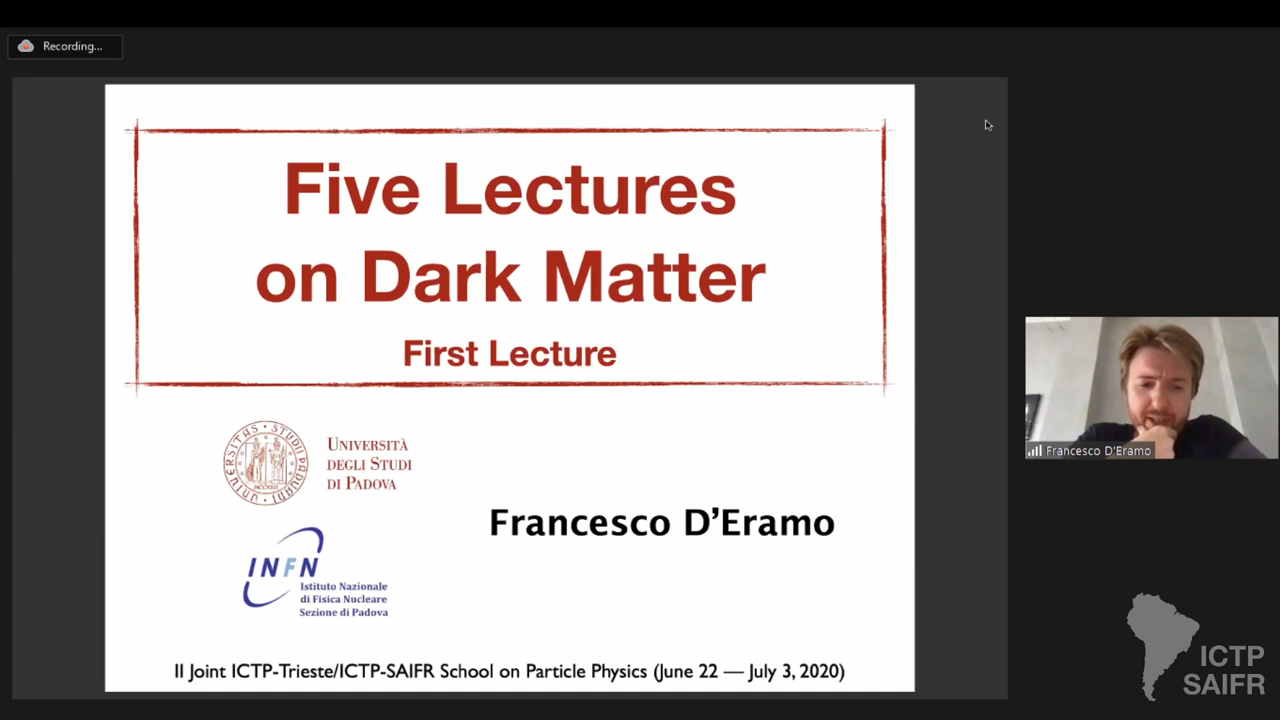 Recording...
Five Lectures
on Dark Matter
First Lecture
UNIVERSITÀ
DEGLI STUDI
DI PADOVA
Francesco D'Eramo
INFN
Istituto Nazionale
di Fisica Nucleare
Sezione di Padova
II Joint ICTP-Trieste/ICTP-SAIFR School on Particle Physics (June 22 — July 3, 2020)
Francesco D'Eramo
ICTP
SAIFR